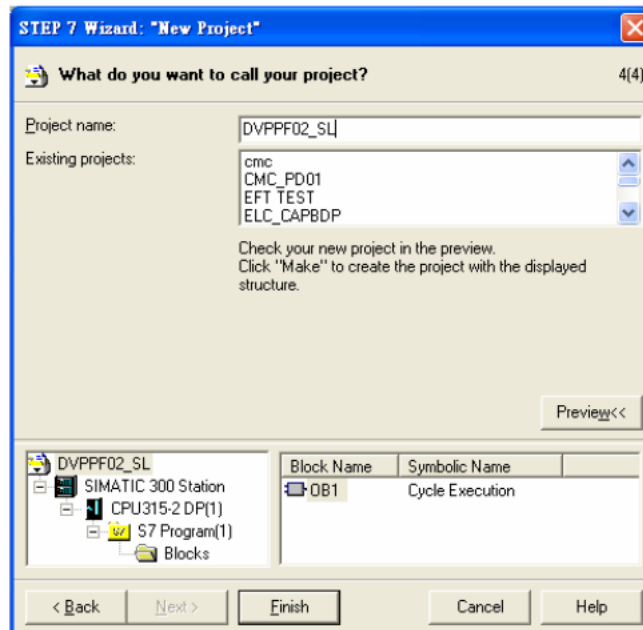 STEP 7 Wizard: "New Project"
What do you want to call your project? 4(4)
Project name: DVPPF02_SL
Existing projects: cmc
CMC_PD01
EFT TEST
ELC_CAPBDP
Check your new project in the preview.
Click "Make" to create the project with the displayed
structure.
Preview<<
DVPPF02_SL
SIMATIC 300 Station
CPU315-2 DP(1)
S7 Program(1)
Blocks
Block Name Symbolic Name
OB1 Cycle Execution
< Back Next > Finish Cancel Help